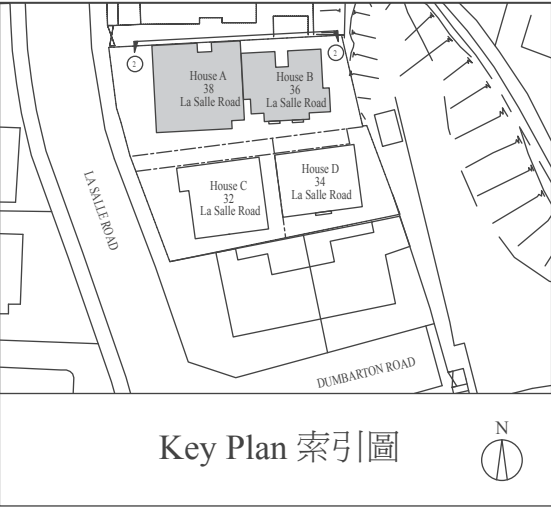 2
2
House A
38
La Salle Road
House B
36
La Salle Road
House C
32
La Salle Road
House D
34
La Salle Road
LA SALLE ROAD
DUMBARTON ROAD
Key Plan 索引圖
N